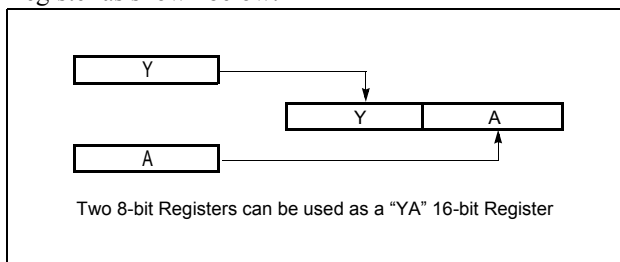 Y
Y A
A
Two 8-bit Registers can be used as a “YA” 16-bit Register